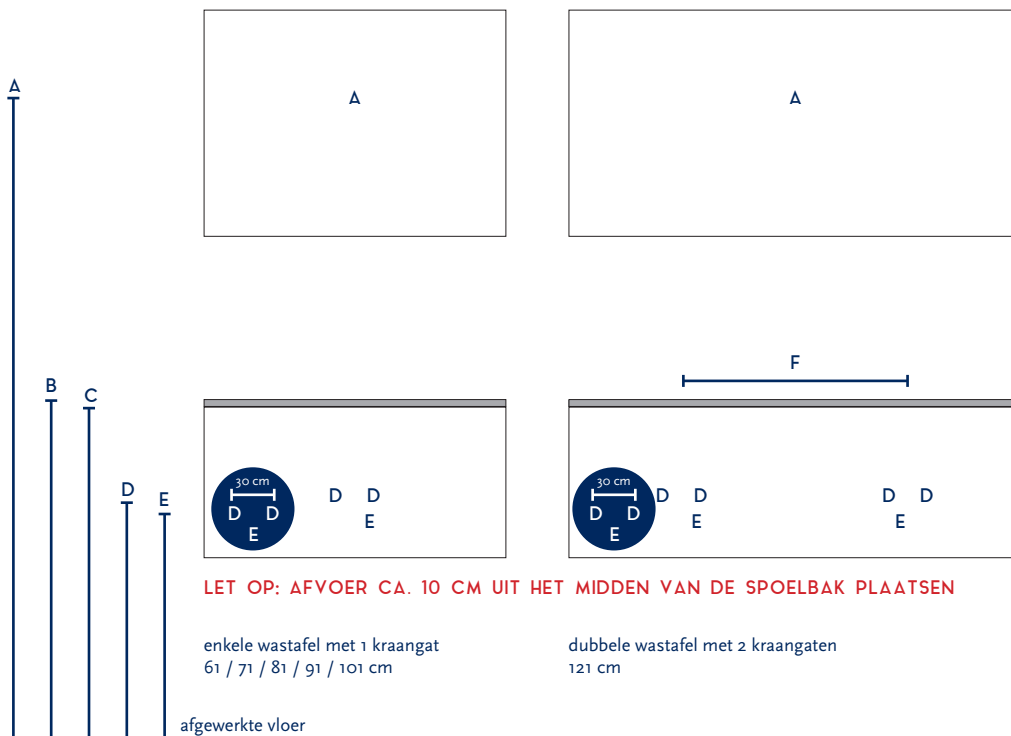 A
A
A
F
B
C
30 cm
30 cm
D
E
D D
D D
D D
D D
D D
E
E
E
E
E
LET OP: AFVOER CA. 10 CM UIT HET MIDDEN VAN DE SPOELBAK PLAATSEN
enkele wastafel met 1 kraangat
61 / 71 / 81 / 91 / 101 cm
dubbele wastafel met 2 kraangaten
121 cm
afgewerkte vloer